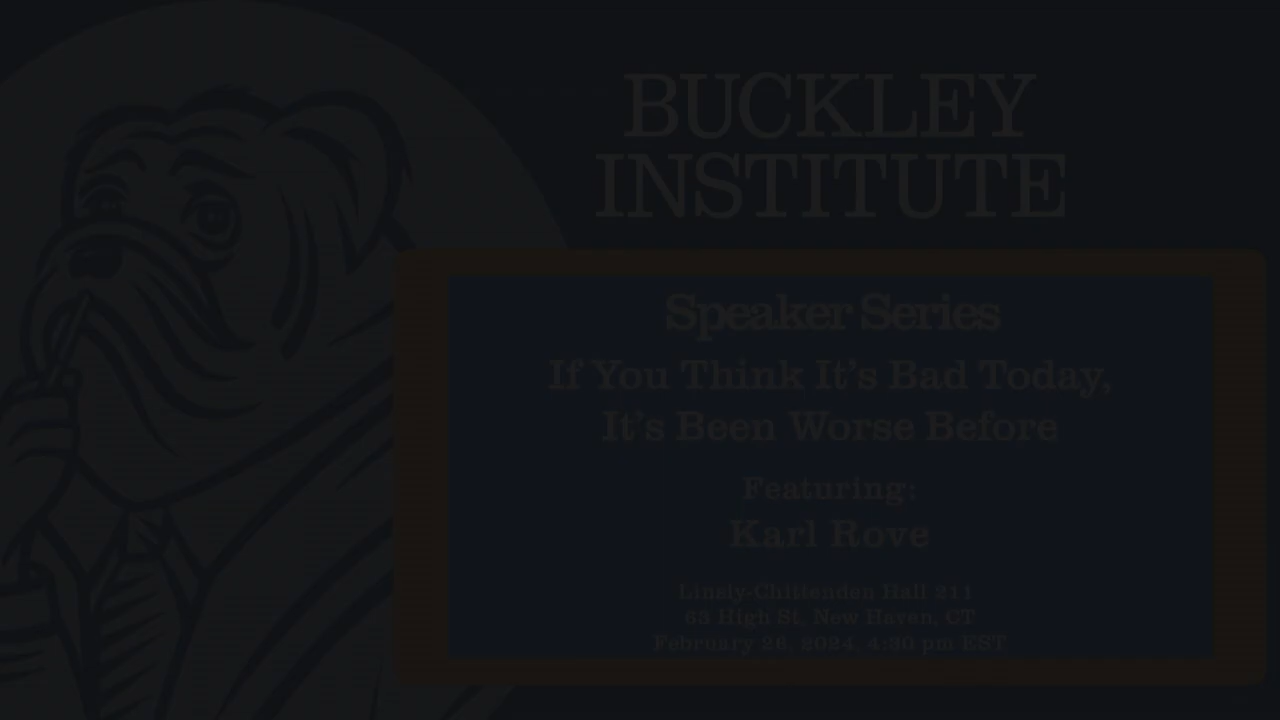 BUCKLEY
INSTITUTE
Speaker Series
If You Think It's Bad Today,
It's Been Worse Before
Featuring:
Karl Rove
Linsly-Chittenden Hall 211
63 High St, New Haven, CT
February 26, 2024, 4:30 pm EST